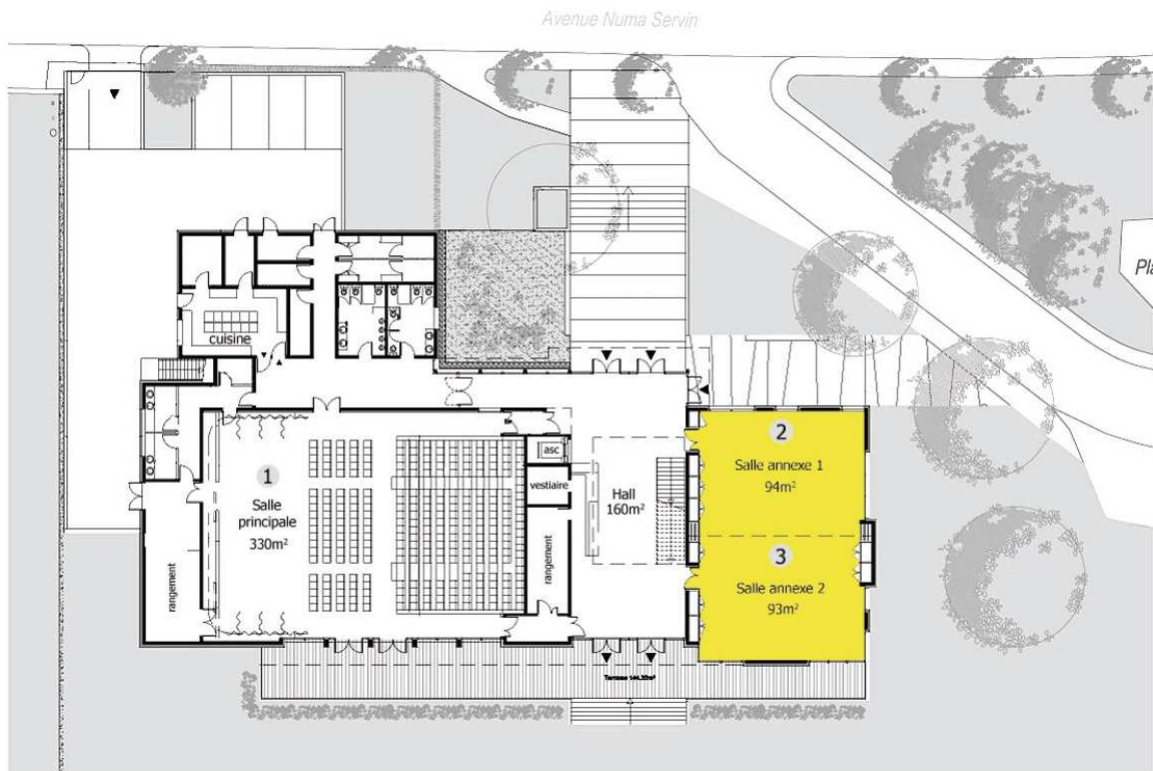 Avenue Numa Servin
Pla
cuisine
1
Salle
principale
330m²
rangement
asc
vestiaire
rangement
Hall
160m²
2
Salle annexe 1
94m²
3
Salle annexe 2
93m²